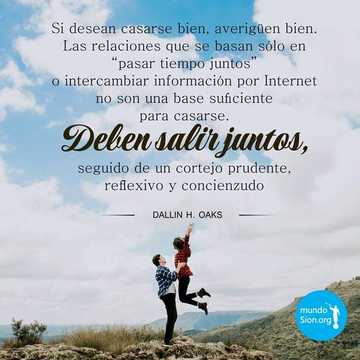 Si desean casarse bien, averigüen bien.
Las relaciones que se basan sólo en
“pasar tiempo juntos”
o intercambiar información por Internet
no son una base suficiente
para casarse.
Deben salir juntos,
seguido de un cortejo prudente,
reflexivo y concienzudo
DALLIN H. OAKS
mundo
Sion.org